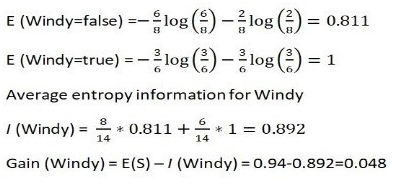 E (Windy=false) =−6/8 log(6/8) − 2/8 log(2/8) = 0.811
E (Windy=true) = −3/6 log(3/6) − 3/6 log(3/6) = 1
Average entropy information for Windy
I (Windy) = 8/14 * 0.811 + 6/14 * 1 = 0.892
Gain (Windy) = E(S) – I (Windy) = 0.94-0.892=0.048